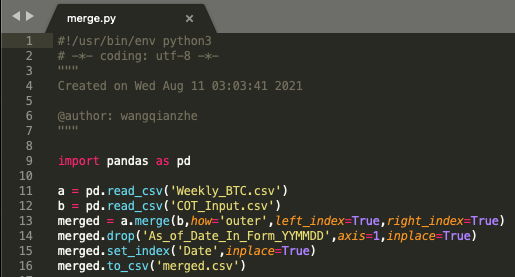 merge.py
1 #!/usr/bin/env python3
2 # -*- coding: utf-8 -*-
3 """
4 Created on Wed Aug 11 03:03:41 2021
5
6 @author: wangqianzhe
7 """
8
9 import pandas as pd
10
11 a = pd.read_csv('Weekly_BTC.csv')
12 b = pd.read_csv('COT_Input.csv')
13 merged = a.merge(b,how='outer',left_index=True,right_index=True)
14 merged.drop('As_of_Date_In_Form_YYMMDD',axis=1,inplace=True)
15 merged.set_index('Date',inplace=True)
16 merged.to_csv('merged.csv')